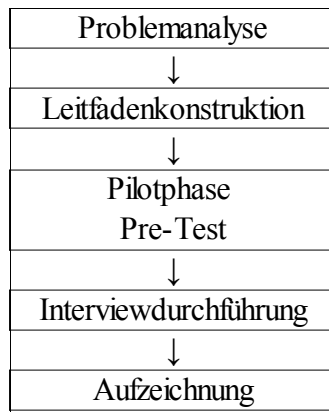 Problemanalyse
↓
Leitfadenkonstruktion
↓
Pilotphase
Pre-Test
↓
Interviewdurchführung
↓
Aufzeichnung